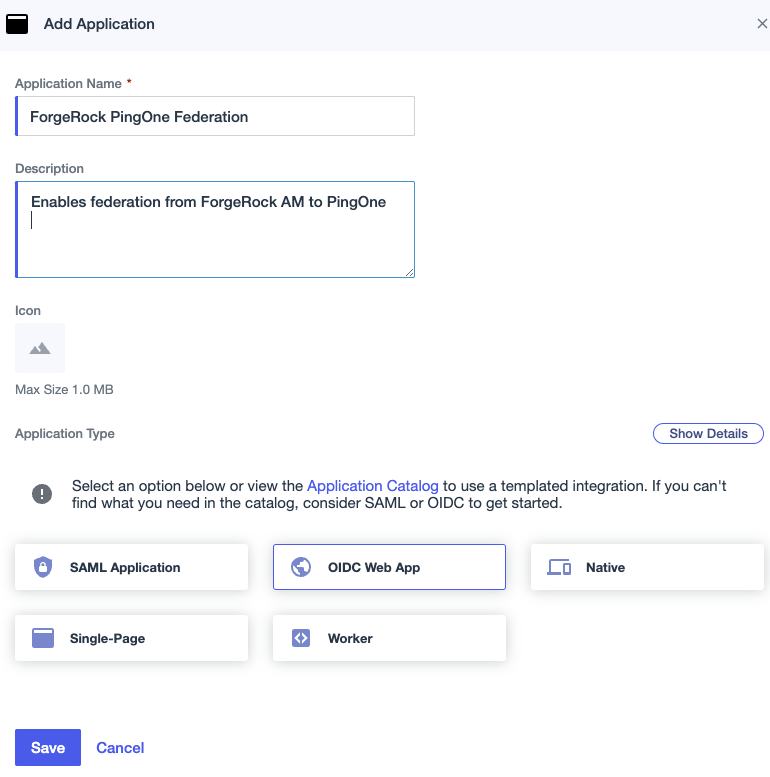 Add Application
Application Name *
ForgeRock PingOne Federation
Description
Enables federation from ForgeRock AM to PingOne
Icon
Max Size 1.0 MB
Application Type
Show Details
Select an option below or view the Application Catalog to use a templated integration. If you can't
find what you need in the catalog, consider SAML or OIDC to get started.
SAML Application
OIDC Web App
Native
Single-Page
Worker
Save
Cancel